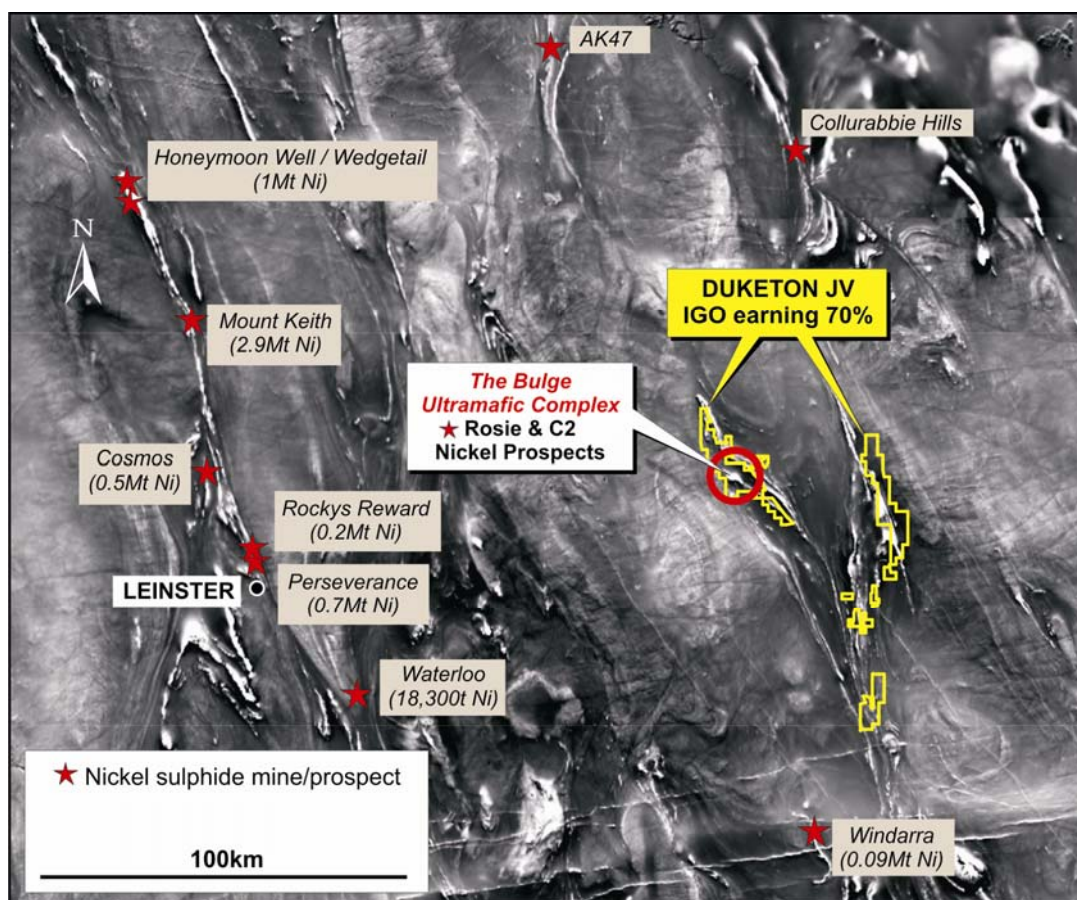 AK47
Collurabbie Hills
Honeymoon Well / Wedgetail
(1Mt Ni)
N
DUKETON JV
IGO earning 70%
Mount Keith
(2.9Mt Ni)
The Bulge
Ultramafic Complex
Rosie & C2
Nickel Prospects
Cosmos
(0.5Mt Ni)
Rockys Reward
(0.2Mt Ni)
LEINSTER
Perseverance
(0.7Mt Ni)
Waterloo
(18,300t Ni)
Nickel sulphide mine/prospect
100km
Windarra
(0.09Mt Ni)